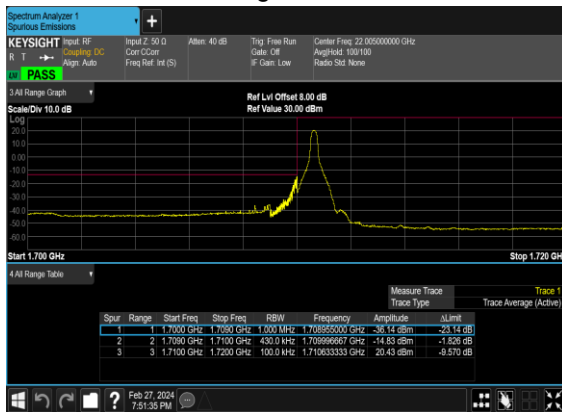 Spectrum Analyzer 1
Spurious Emissions
+
KEYSIGHT Input: RF Input Z: 50 Ω Atten: 40 dB Trig: Free Run Center Freq: 22.005000000 GHz
R T Coupling: DC Corr CCorr Gate: Off Avg|Hold: 100/100
Align: Auto Freq Ref: Int (S) IF Gain: Low Radio Std: None
PASS
3 All Range Graph
Ref Lvl Offset 8.00 dB
Scale/Div 10.0 dB Ref Value 30.00 dBm
Log
20.0
10.0
0.00
-10.0
-20.0
-30.0
-40.0
-50.0
-60.0
Start 1.700 GHz Stop 1.720 GH
4 All Range Table
Measure Trace Trace 1
Trace Type Trace Average (Active)
Spur Range Start Freq Stop Freq RBW Frequency Amplitude ΔLimit
1 1 1.7000 GHz 1.7090 GHz 1.000 MHz 1.708955000 GHz -36.14 dBm -23.14 dB
2 2 1.7090 GHz 1.7100 GHz 430.0 kHz 1.709996667 GHz -14.83 dBm -1.826 dB
3 3 1.7100 GHz 1.7200 GHz 100.0 kHz 1.710633333 GHz 20.43 dBm -9.570 dB
? Feb 27, 2024
7:51:35 PM